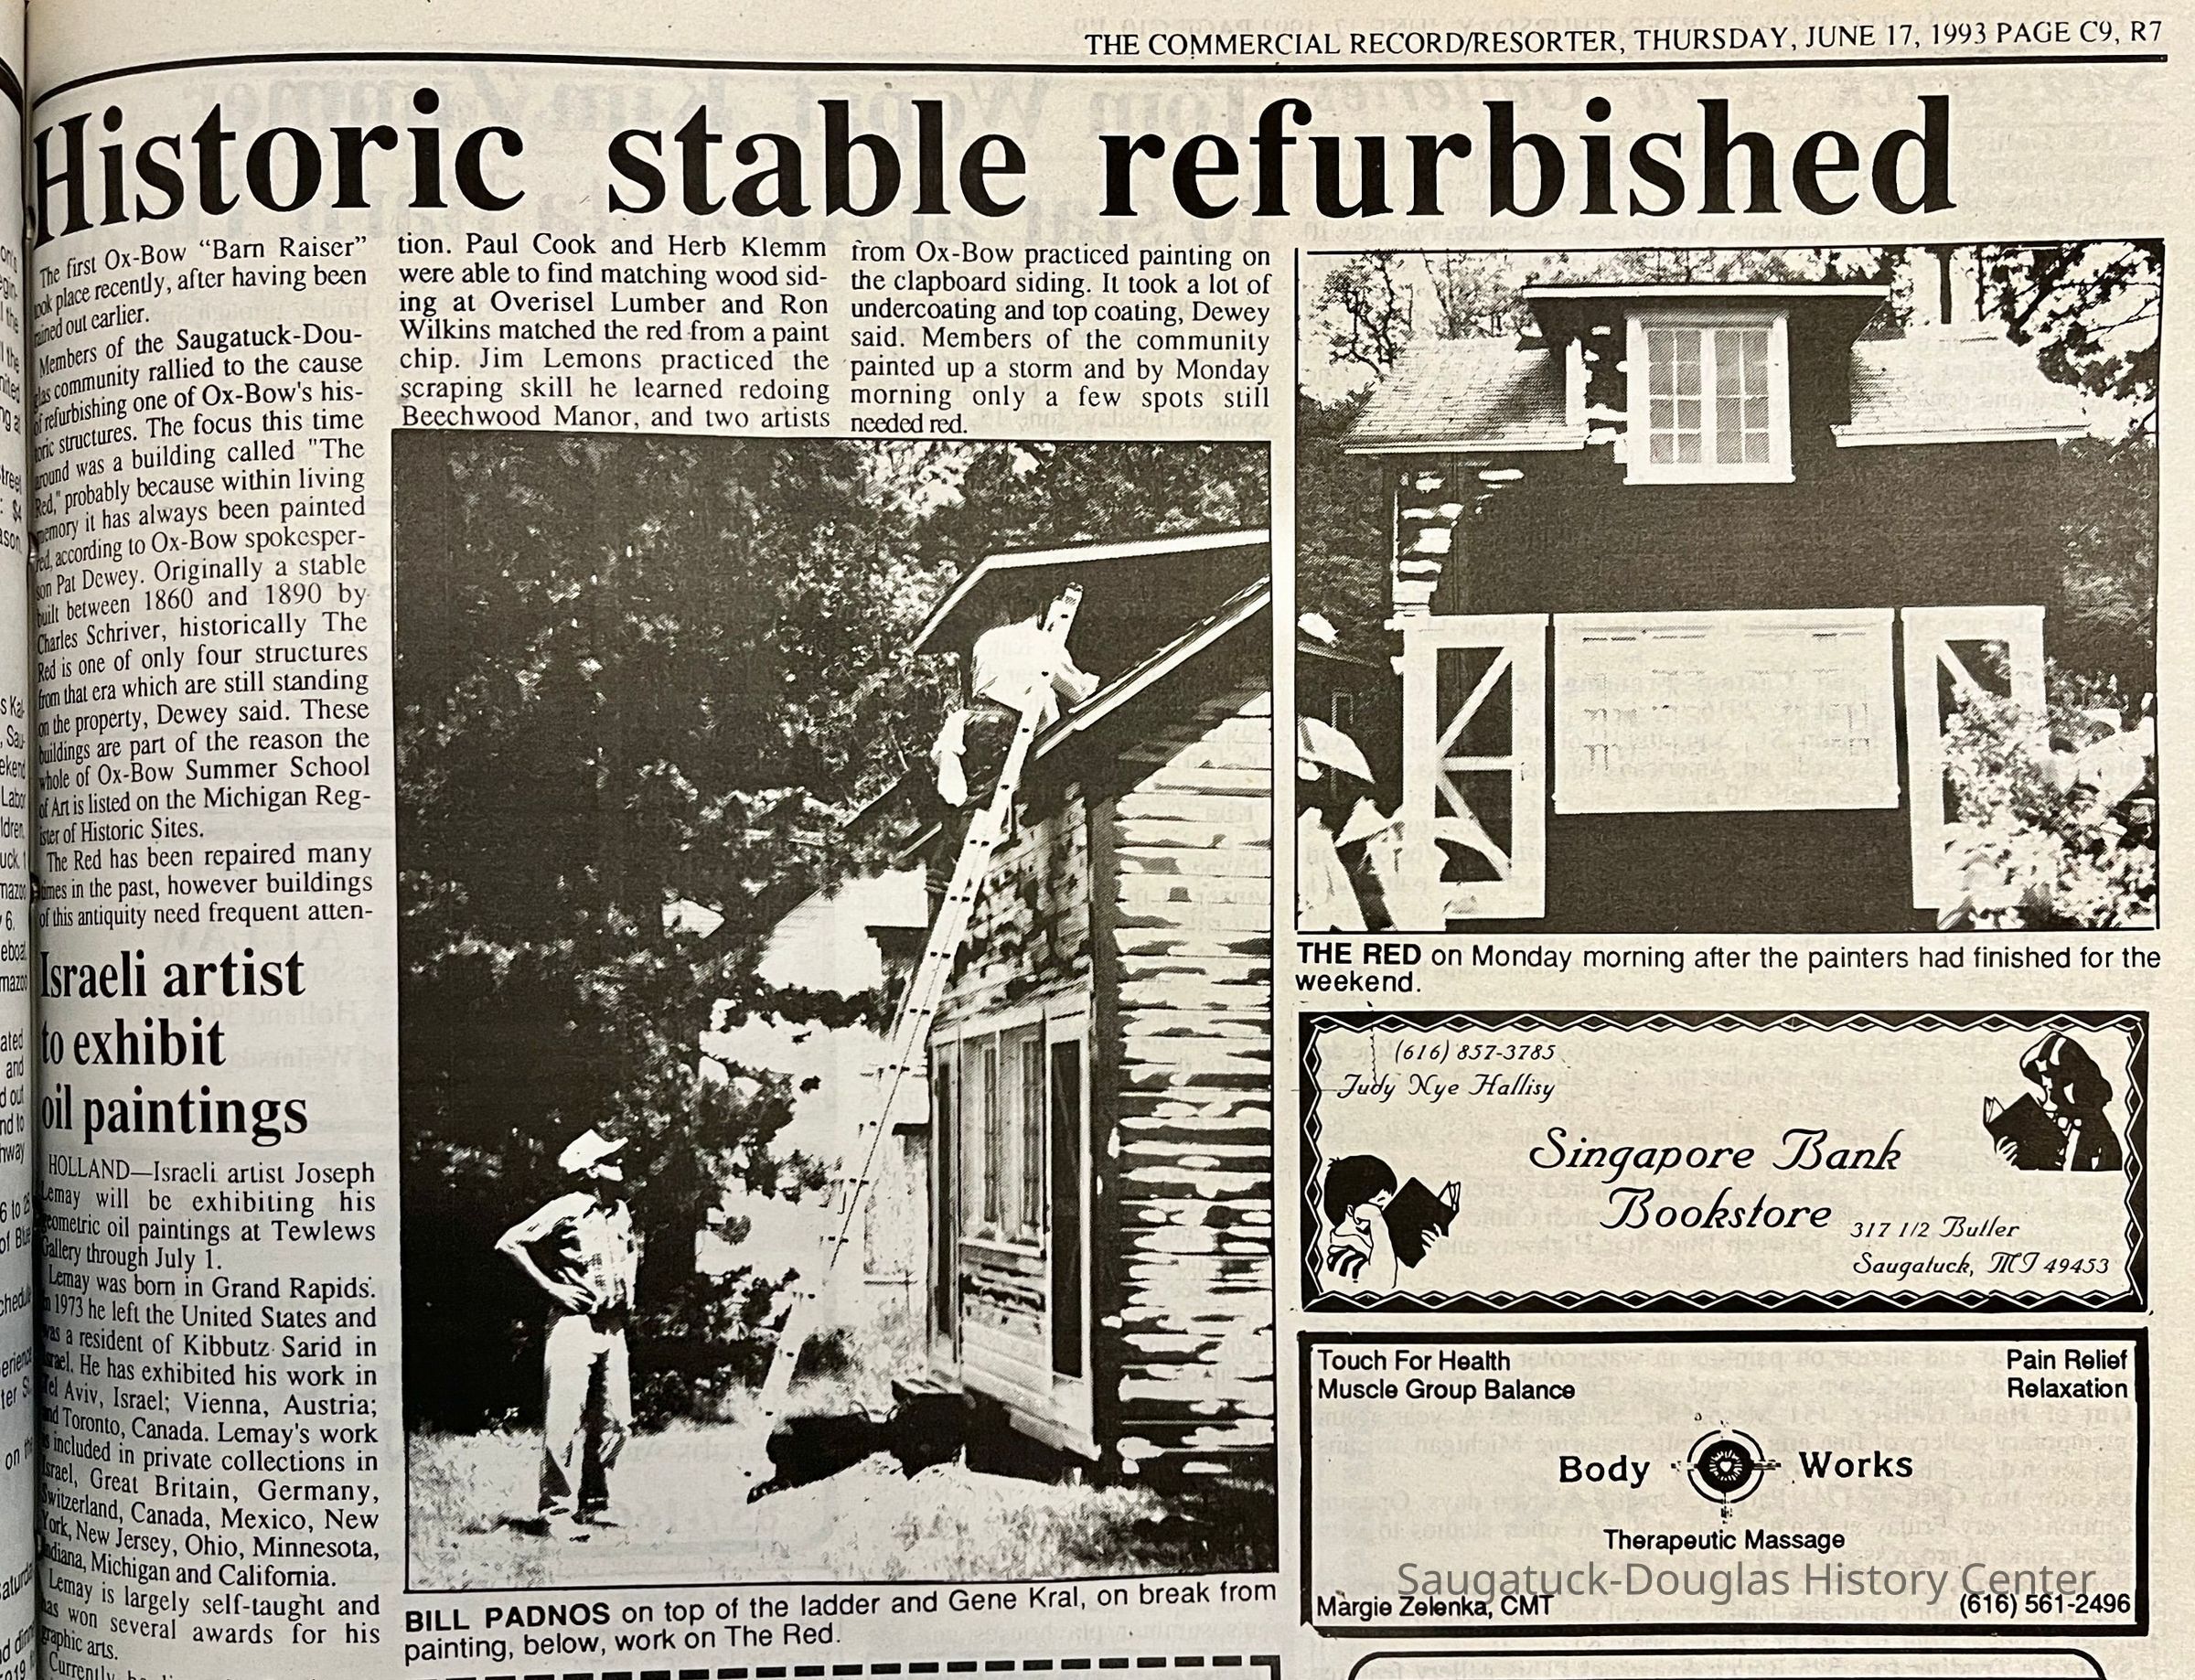 THE COMMERCIAL RECORD/RESORTER, THURSDAY, JUNE 17, 1993 PAGE C9, R7
Historic stable refurbished
The first Ox-Bow “Barn Raiser”
took place recently, after having been
rained out earlier.
Members of the Saugatuck-Dou-
glas community rallied to the cause
of refurbishing one of Ox-Bow's his-
toric structures. The focus this time
around was a building called "The
Red," probably because within living
memory it has always been painted
red, according to Ox-Bow spokesper-
son Pat Dewey. Originally a stable
built between 1860 and 1890 by
Charles Schriver, historically The
Red is one of only four structures
from that era which are still standing
on the property, Dewey said. These
buildings are part of the reason the
whole of Ox-Bow Summer School
of Art is listed on the Michigan Reg-
ister of Historic Sites.
The Red has been repaired many
times in the past, however buildings
of this antiquity need frequent atten-
tion. Paul Cook and Herb Klemm
were able to find matching wood sid-
ing at Overisel Lumber and Ron
Wilkins matched the red from a paint
chip. Jim Lemons practiced the
scraping skill he learned redoing
Beechwood Manor, and two artists
from Ox-Bow practiced painting on
the clapboard siding. It took a lot of
undercoating and top coating, Dewey
said. Members of the community
painted up a storm and by Monday
morning only a few spots still
needed red.
BILL PADNOS on top of the ladder and Gene Kral, on break from
painting, below, work on The Red.
THE RED on Monday morning after the painters had finished for the
weekend.
Israeli artist
to exhibit
oil paintings
HOLLAND—Israeli artist Joseph
Lemay will be exhibiting his
geometric oil paintings at Tewlews
Gallery through July 1.
Lemay was born in Grand Rapids.
In 1973 he left the United States and
was a resident of Kibbutz Sarid in
Israel. He has exhibited his work in
Tel Aviv, Israel; Vienna, Austria;
and Toronto, Canada. Lemay's work
is included in private collections in
Israel, Great Britain, Germany,
Switzerland, Canada, Mexico, New
York, New Jersey, Ohio, Minnesota,
Indiana, Michigan and California.
Lemay is largely self-taught and
has won several awards for his
graphic arts.
Currently
(616) 857-3785
Judy Nye Hallisy
Singapore Bank
Bookstore
317 1/2 Butler
Saugatuck, MI 49453
Touch For Health
Muscle Group Balance
Pain Relief
Relaxation
Body Works
Therapeutic Massage
Margie Zelenka, CMT
(616) 561-2496
Saugatuck-Douglas History Center